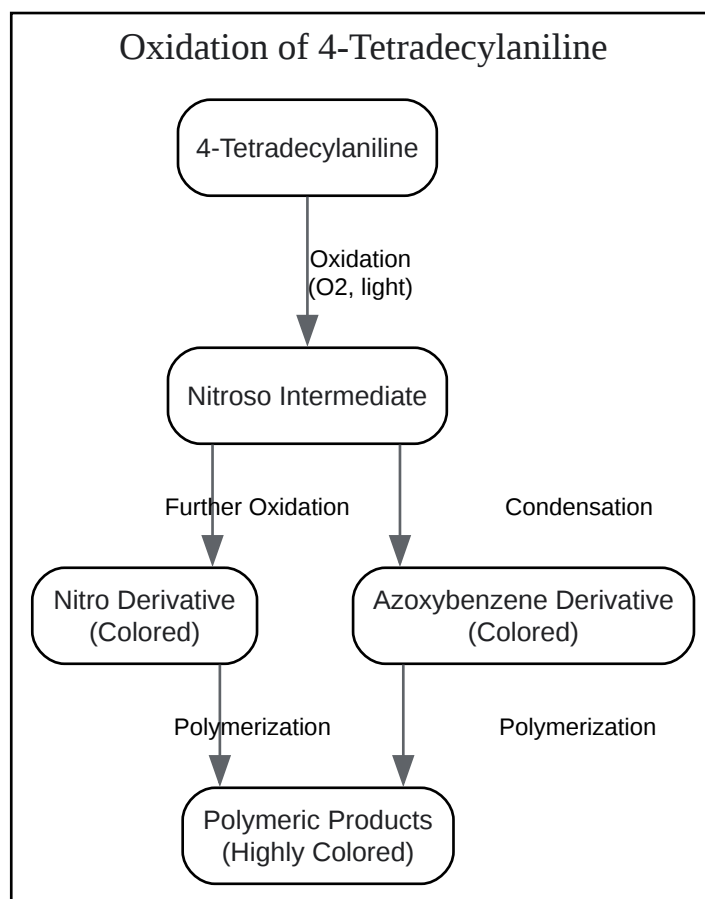 Oxidation of 4-Tetradecylaniline
4-Tetradecylaniline
Oxidation
(O2, light)
Nitroso Intermediate
Further Oxidation
Condensation
Nitro Derivative
(Colored)
Azoxybenzene Derivative
(Colored)
Polymerization
Polymerization
Polymeric Products
(Highly Colored)